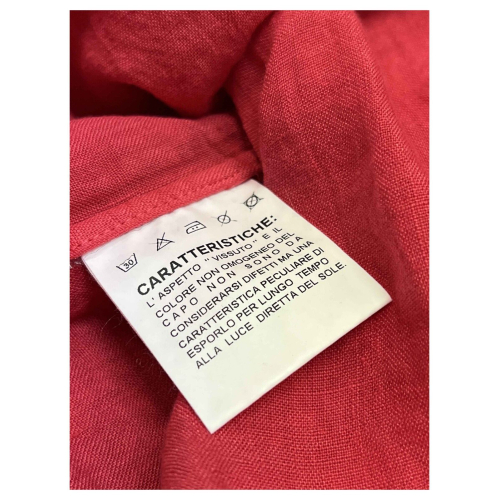 30
CARATTERISTICHE:
L'ASPETTO "VISSUTO" E IL
COLORE NON OMOGENEO DEL
CAPO NON SONO DA
CONSIDERARSI DIFETTI MA UNA
CARATTERISTICA PECULIARE DI
ESPORLO PER LUNGO TEMPO
ALLA LUCE DIRETTA DEL SOLE.